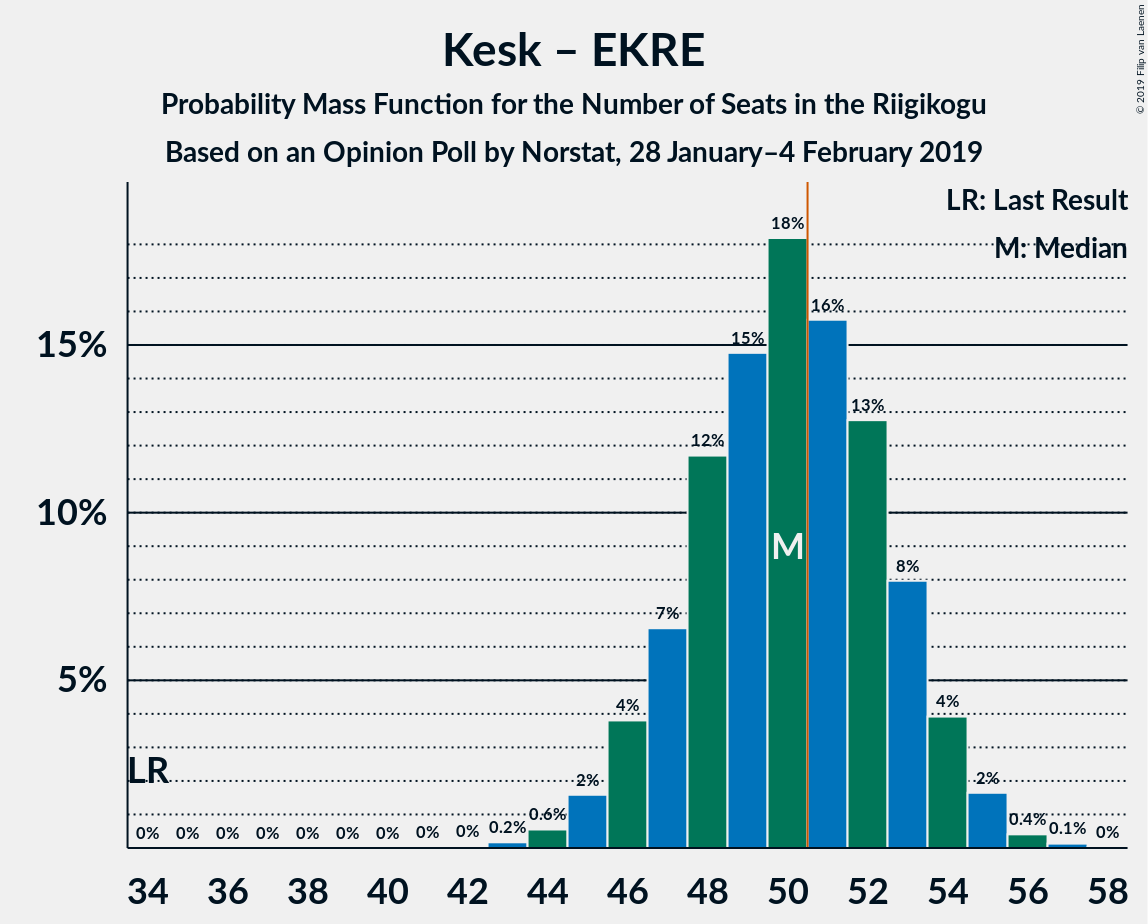 © 2019 Filip van Laenen
Kesk – EKRE
Probability Mass Function for the Number of Seats in the Riigikogu
Based on an Opinion Poll by Norstat, 28 January–4 February 2019
LR: Last Result
M: Median
15%
10%
5%
LR
M
0% 0% 0% 0% 0% 0% 0% 0% 0% 0.2% 0.6% 2% 4% 7% 12% 15% 18% 16% 13% 8% 4% 2% 0.4% 0.1% 0%
34 36 38 40 42 44 46 48 50 52 54 56 58